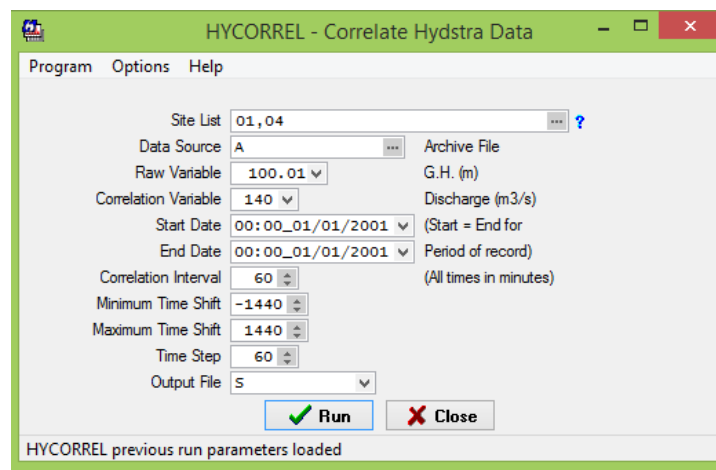 HYCORREL - Correlate Hydstra Data
Program Options Help
Site List 01,04 ... ?
Data Source A ... Archive File
Raw Variable 100.01 G.H. (m)
Correlation Variable 140 Discharge (m3/s)
Start Date 00:00_01/01/2001 (Start = End for
End Date 00:00_01/01/2001 Period of record)
Correlation Interval 60 (All times in minutes)
Minimum Time Shift -1440
Maximum Time Shift 1440
Time Step 60
Output File S
Run Close
HYCORREL previous run parameters loaded